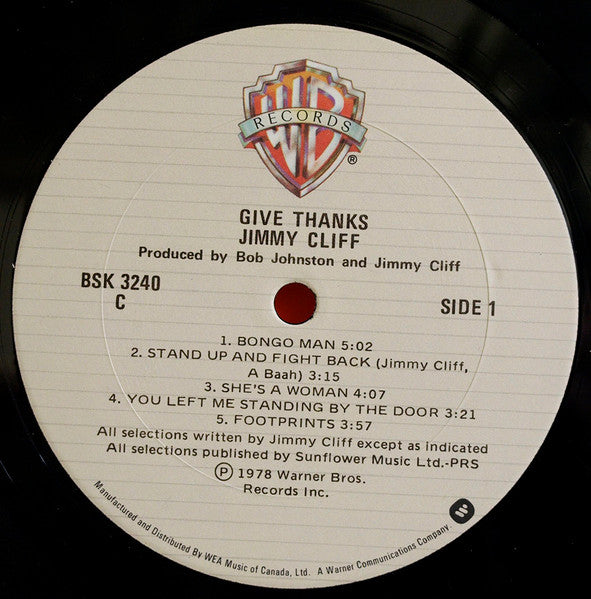 WB
RECORDS
®
GIVE THANKS
JIMMY CLIFF
Produced by Bob Johnston and Jimmy Cliff
BSK 3240
C
SIDE 1
1. BONGO MAN 5:02
2. STAND UP AND FIGHT BACK (Jimmy Cliff,
A Baah) 3:15
3. SHE'S A WOMAN 4:07
4. YOU LEFT ME STANDING BY THE DOOR 3:21
5. FOOTPRINTS 3:57
All selections written by Jimmy Cliff except as indicated
All selections published by Sunflower Music Ltd.-PRS
Ⓟ 1978 Warner Bros.
Records Inc.
Manufactured and Distributed By WEA Music of Canada, Ltd. A Warner Communications Company.